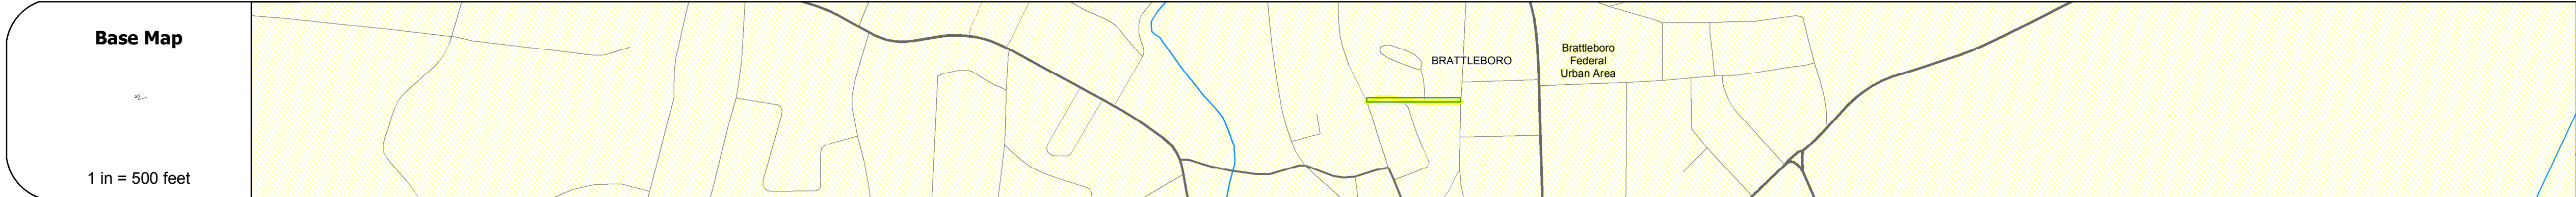 Base Map
1 in = 500 feet
BRATTLEBORO
Brattleboro
Federal
Urban Area